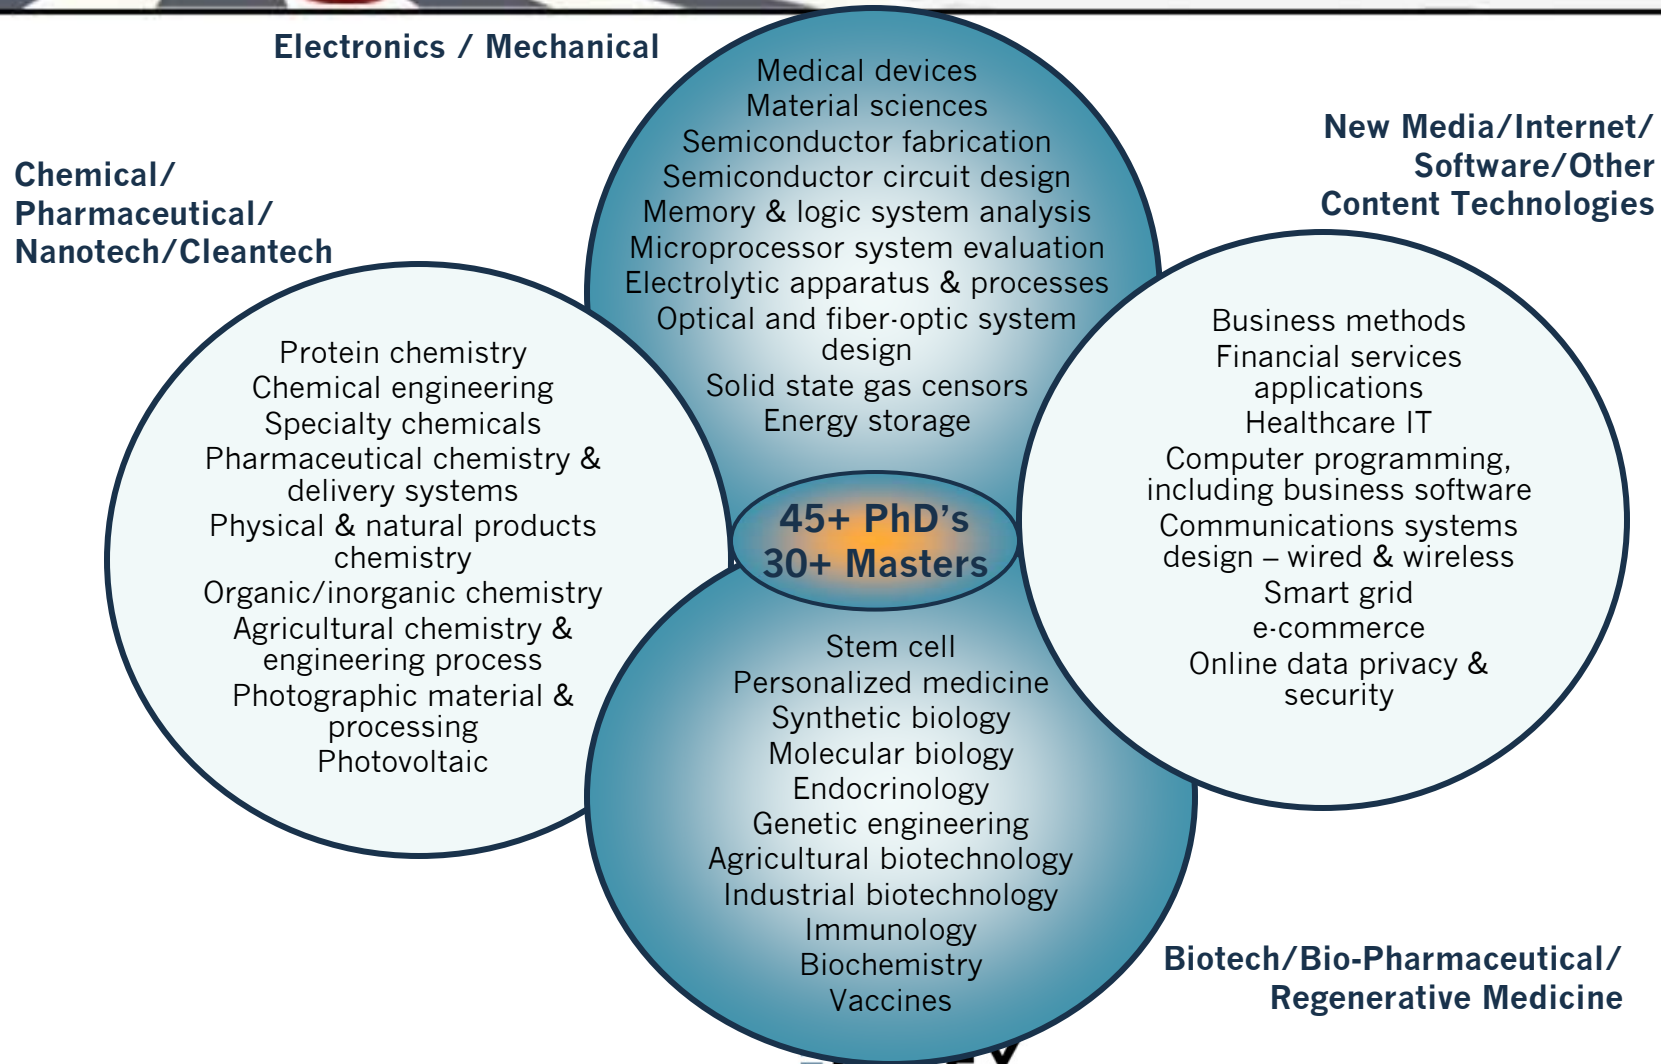 Electronics / Mechanical
Medical devices
Material sciences
Semiconductor fabrication
Semiconductor circuit design
Memory & logic system analysis
Microprocessor system evaluation
Electrolytic apparatus & processes
Optical and fiber-optic system
design
Solid state gas censors
Energy storage
New Media/Internet/
Software/Other
Content Technologies
Business methods
Financial services
applications
Healthcare IT
Computer programming,
including business software
Communications systems
design – wired & wireless
Smart grid
e-commerce
Online data privacy &
security
Chemical/
Pharmaceutical/
Nanotech/Cleantech
Protein chemistry
Chemical engineering
Specialty chemicals
Pharmaceutical chemistry &
delivery systems
Physical & natural products
chemistry
Organic/inorganic chemistry
Agricultural chemistry &
engineering process
Photographic material &
processing
Photovoltaic
45+ PhD's
30+ Masters
Stem cell
Personalized medicine
Synthetic biology
Molecular biology
Endocrinology
Genetic engineering
Agricultural biotechnology
Industrial biotechnology
Immunology
Biochemistry
Vaccines
Biotech/Bio-Pharmaceutical/
Regenerative Medicine